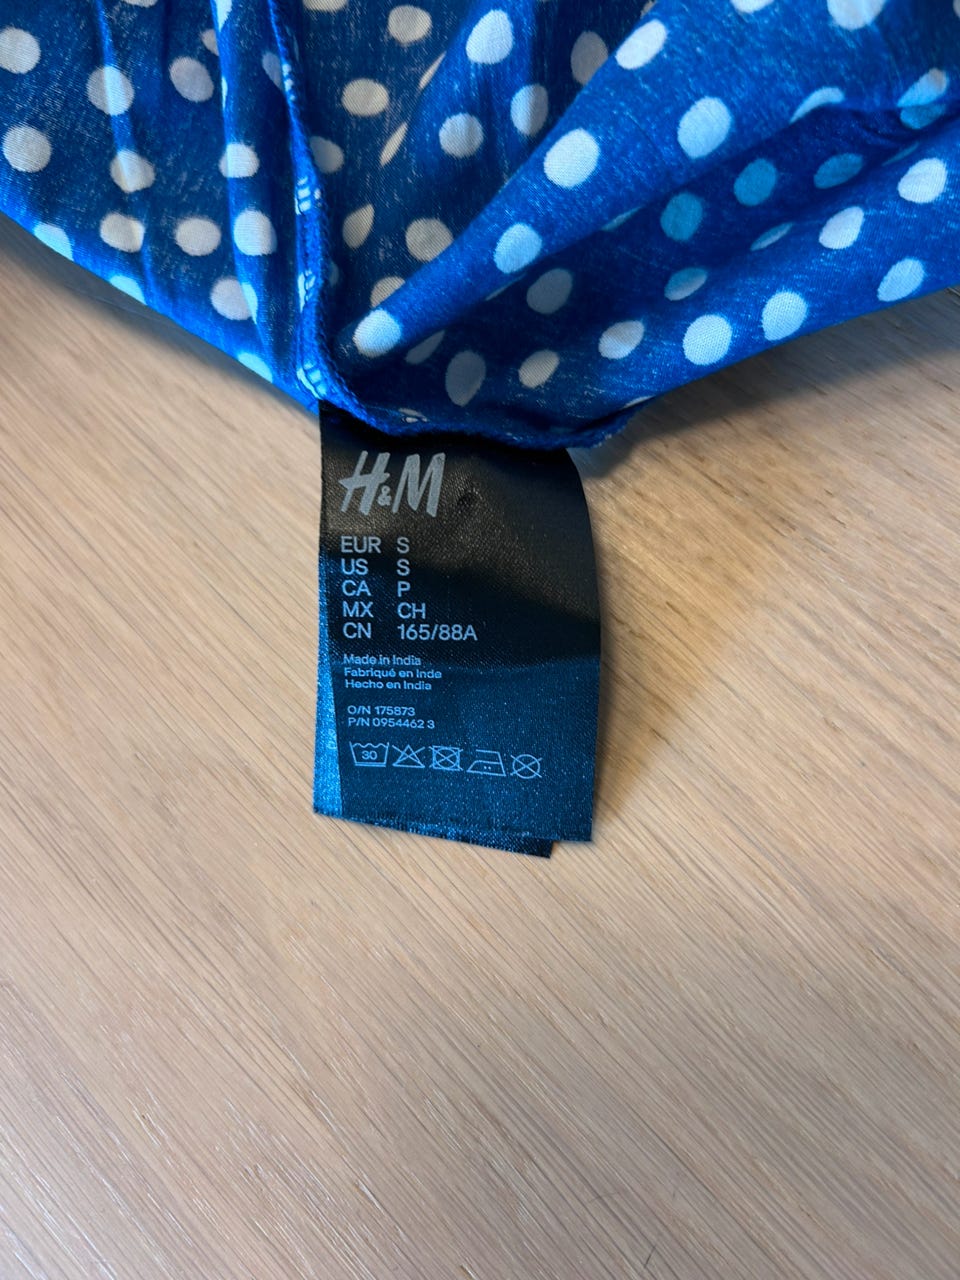 H&M
EUR S
US S
CA P
MX CH
CN 165/88A
Made in India
Fabriqué en Inde
Hecho en India
O/N 175873
P/N 0954462 3
30